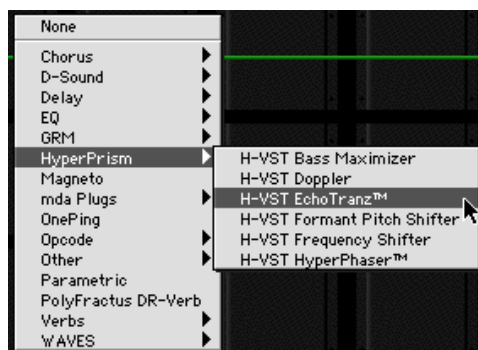 None
Chorus
D-Sound
Delay
EQ
GRM
HyperPrism
Magneto
mda Plugs
OnePing
Opcode
Other
Parametric
PolyFractus DR-Verb
Verbs
WAVES
H-VST Bass Maximizer
H-VST Doppler
H-VST EchoTranz™
H-VST Formant Pitch Shifter
H-VST Frequency Shifter
H-VST HyperPhaser™